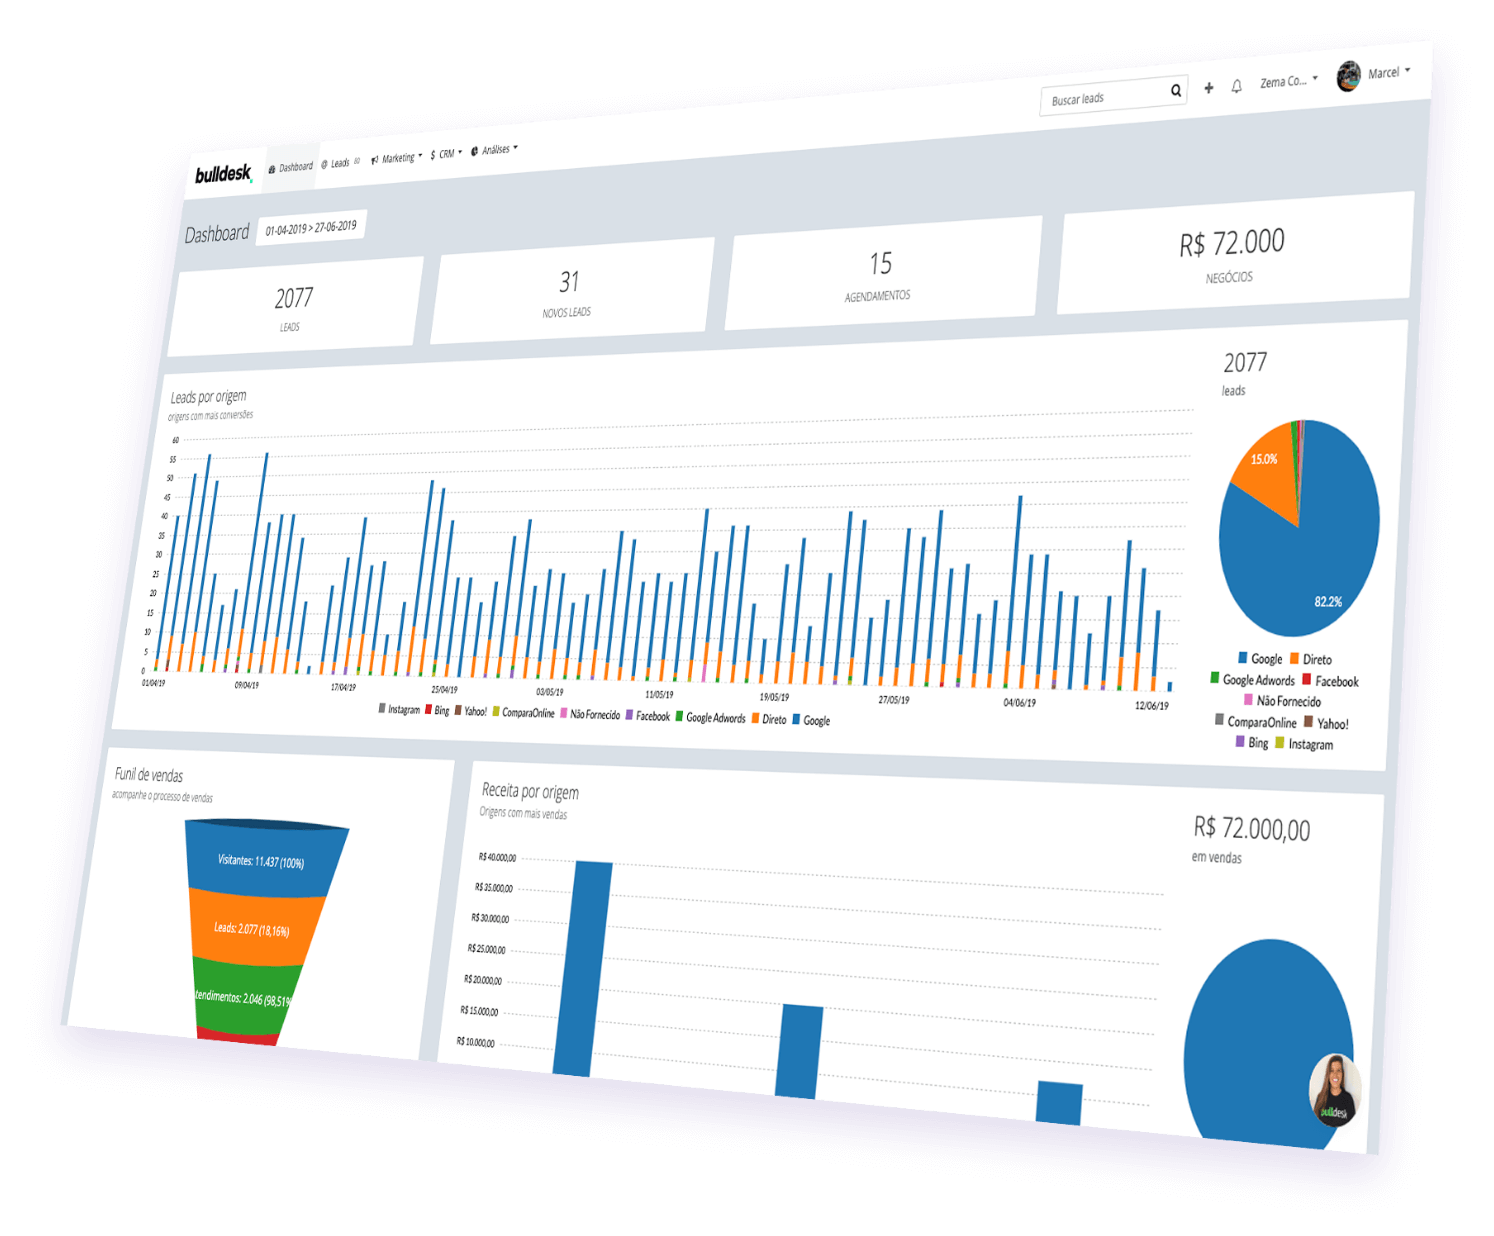 Buscar leads
Zema Co...
Marcel
bulldesk.
Dashboard
Leads
Marketing
$ CRM
Análises
Dashboard
01-04-2019 > 27-06-2019
2077
LEADS
31
NOVOS LEADS
15
AGENDAMENTOS
R$ 72.000
NEGÓCIOS
Leads por origem
origens com mais conversões
60
55
50
45
40
35
30
25
20
15
10
5
0
01/04/19
09/04/19
17/04/19
25/04/19
03/05/19
11/05/19
19/05/19
27/05/19
04/06/19
12/06/19
Instagram Bing Yahoo! ComparaOnline Não Fornecido Facebook Google Adwords Direto Google
2077
leads
15.0%
82.2%
Google Direto
Google Adwords Facebook
Não Fornecido
ComparaOnline Yahoo!
Bing Instagram
Funil de vendas
acompanhe o processo de vendas
Visitantes: 11.437 (100%)
Leads: 2.077 (18,16%)
tendimentos: 2.046 (98,51%
Receita por origem
Origens com mais vendas
R$ 40.000,00
R$ 35.000,00
R$ 30.000,00
R$ 25.000,00
R$ 20.000,00
R$ 15.000,00
R$ 10.000,00
R$ 72.000,00
em vendas
bulldesk